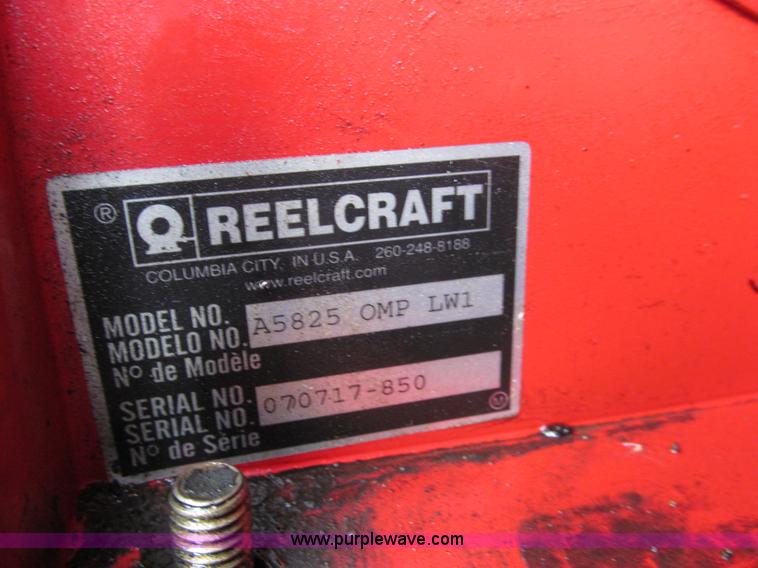 ® REELCRAFT
COLUMBIA CITY, IN U.S.A. 260-248-8188
www.reelcraft.com
MODEL NO.
MODELO NO. A5825 OMP LW1
Nº de Modèle
SERIAL NO.
SERIAL NO. 070717-850
Nº de Série
www.purplewave.com